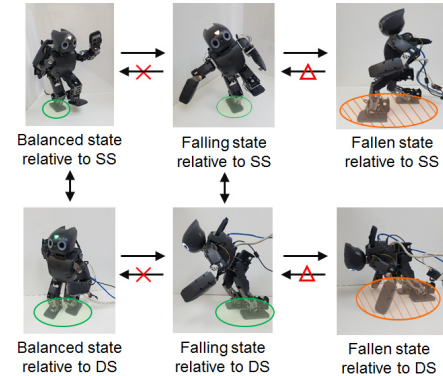 Balanced state
relative to SS
Falling state
relative to SS
Fallen state
relative to SS
Balanced state
relative to DS
Falling state
relative to DS
Fallen state
relative to DS